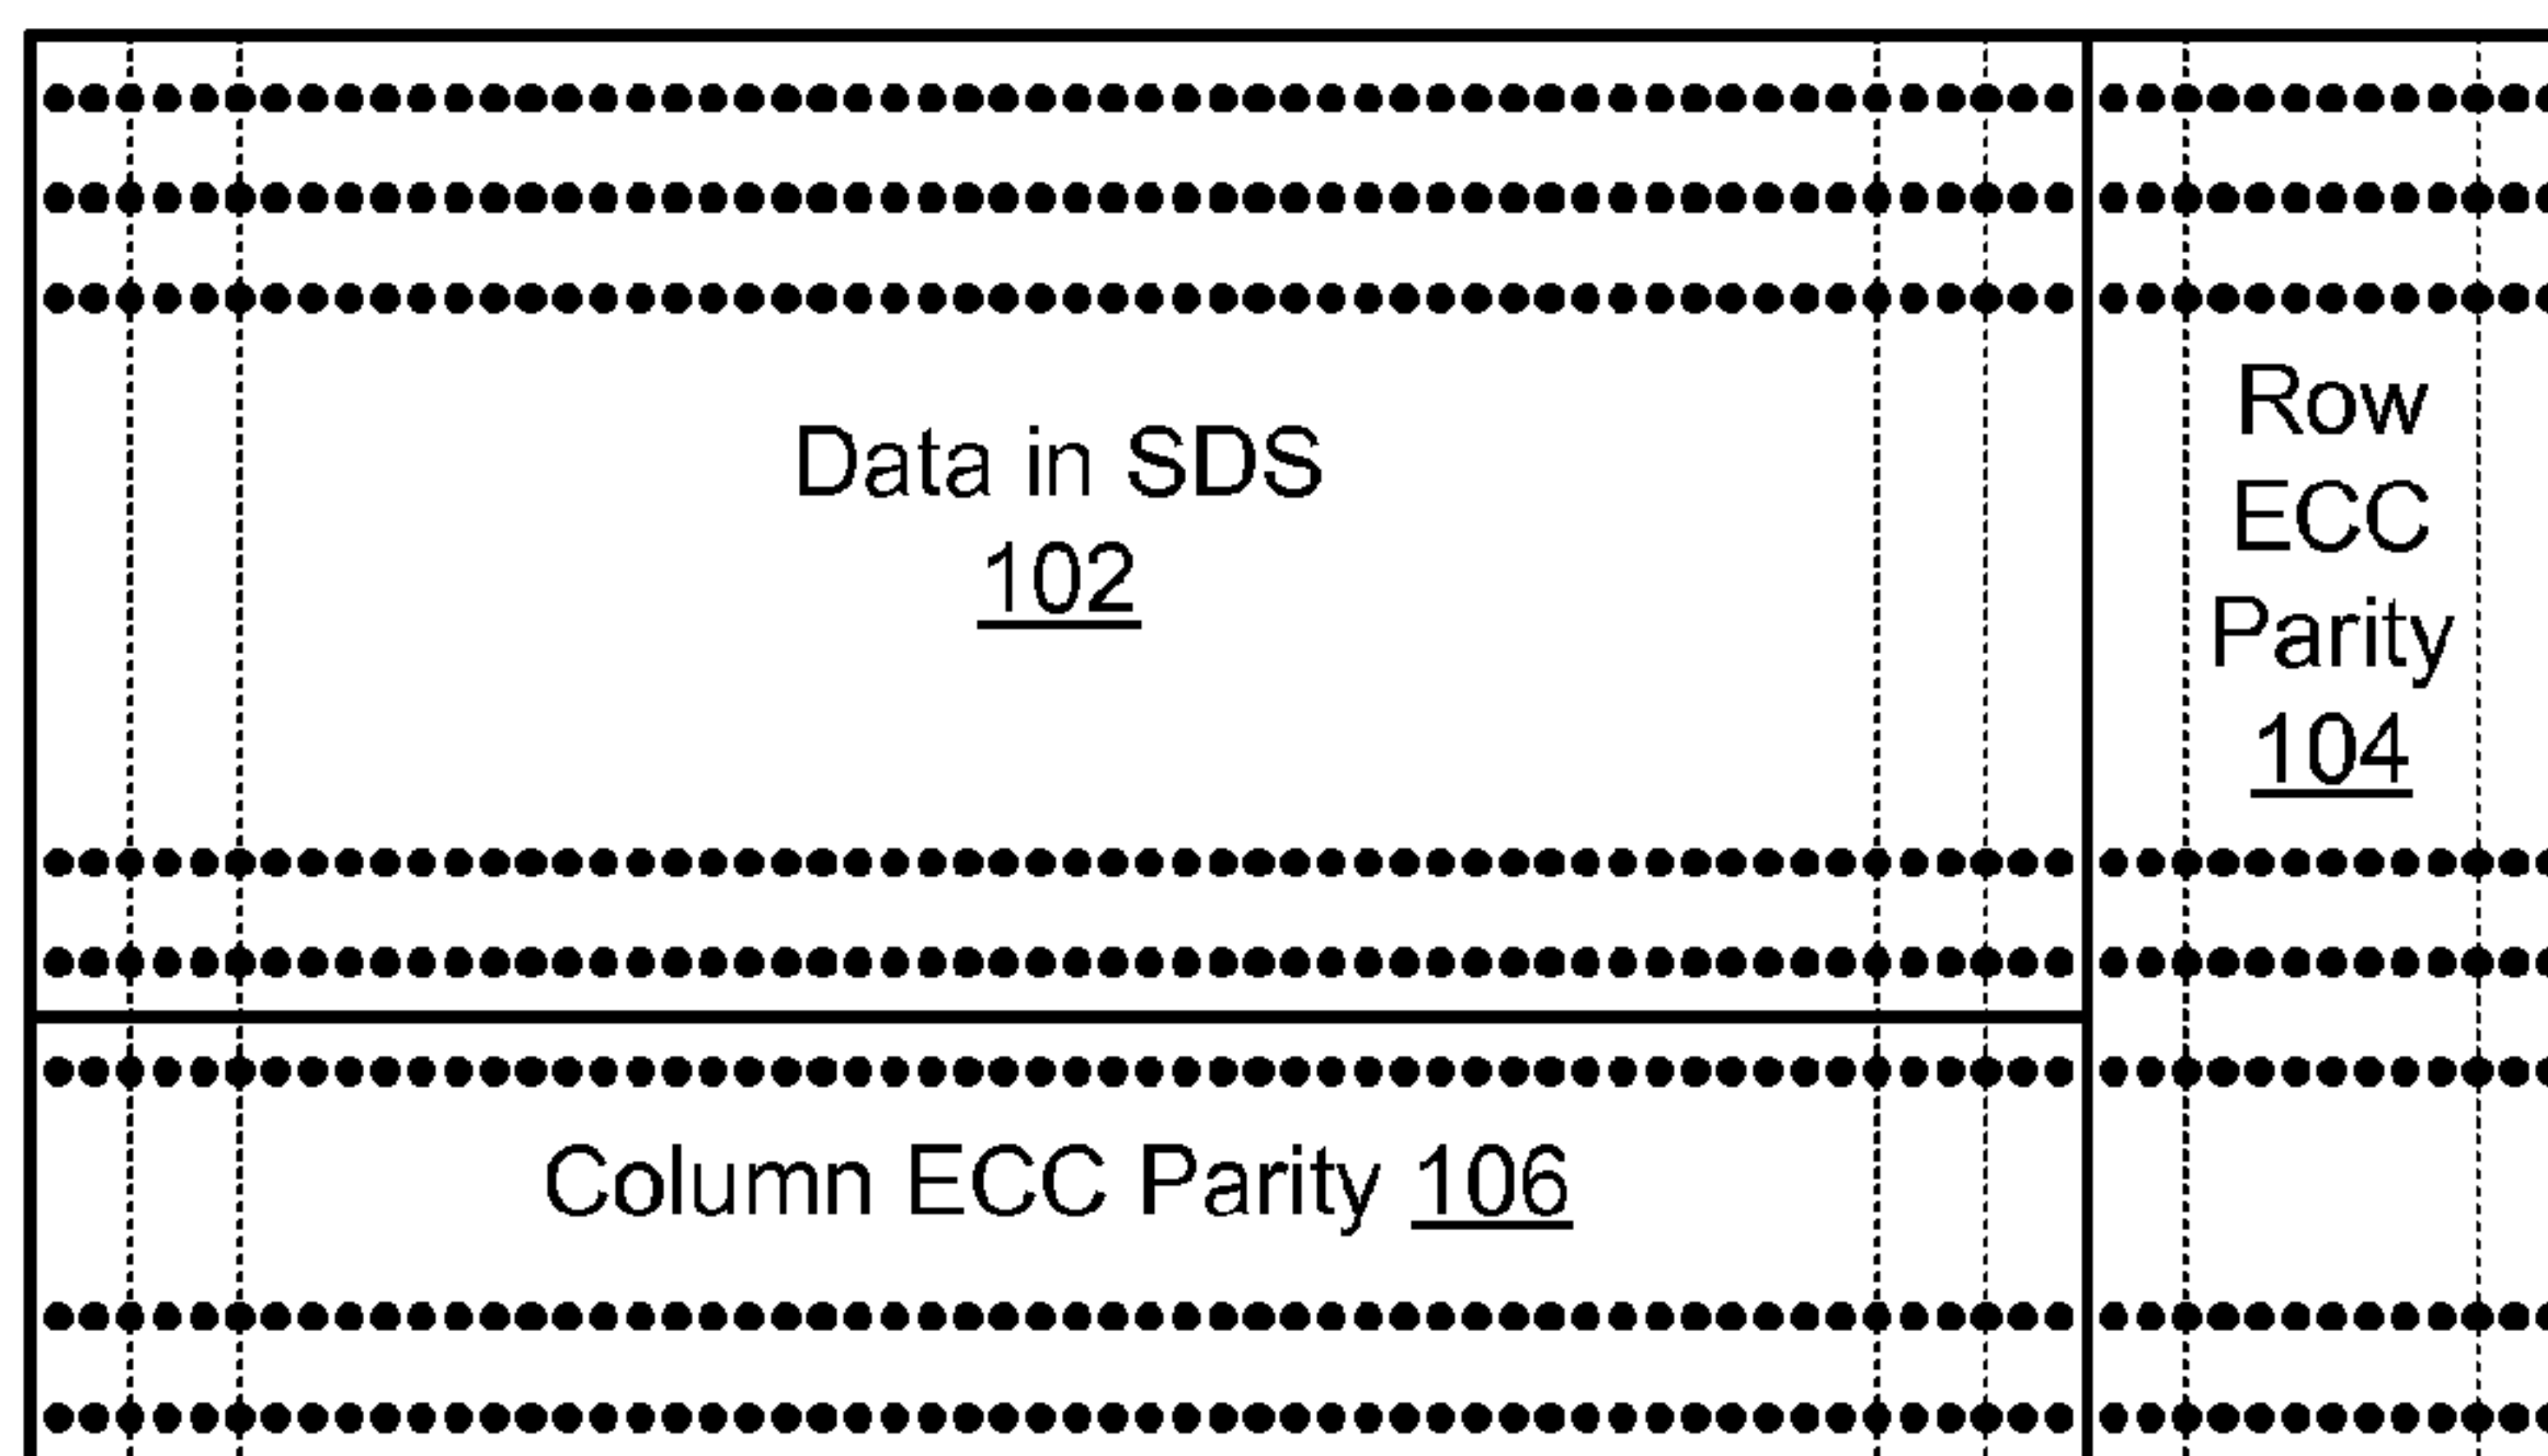 Data in SDS
102
Row
ECC
Parity
104
Column ECC Parity 106